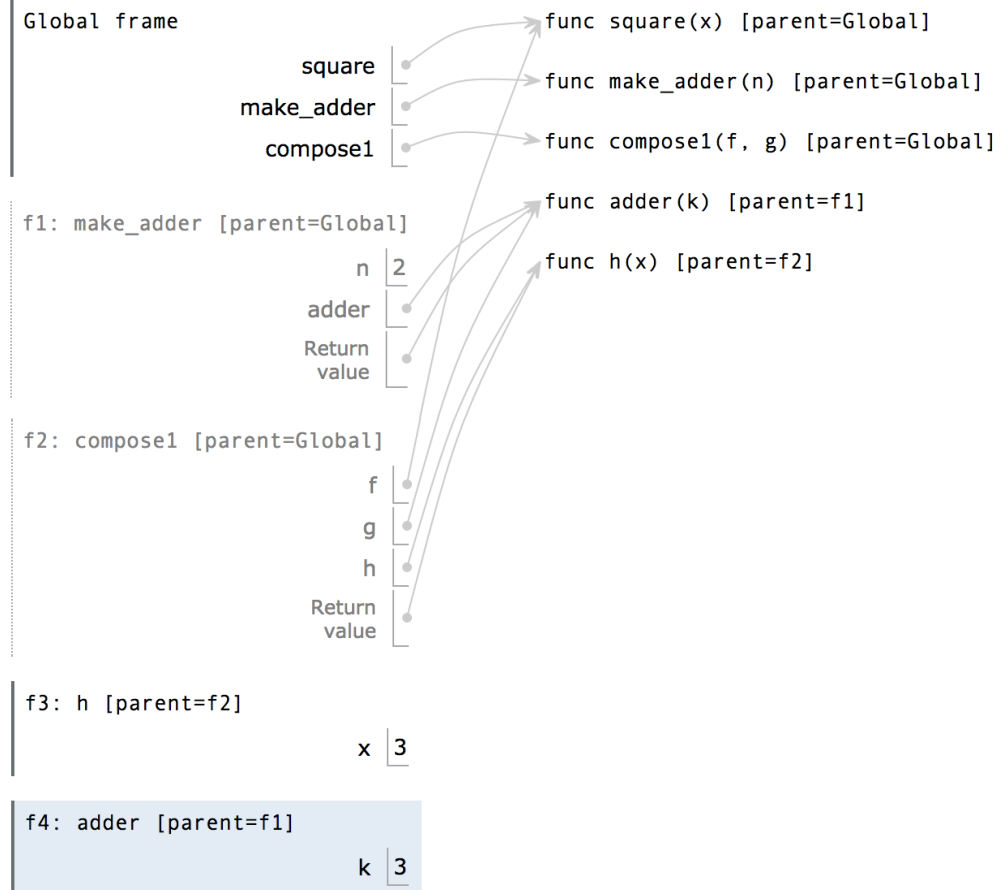 Global frame
square
make_adder
compose1
func square(x) [parent=Global]
func make_adder(n) [parent=Global]
func compose1(f, g) [parent=Global]
func adder(k) [parent=f1]
func h(x) [parent=f2]
f1: make_adder [parent=Global]
n 2
adder
Return
value
f2: compose1 [parent=Global]
f
g
h
Return
value
f3: h [parent=f2]
x 3
f4: adder [parent=f1]
k 3